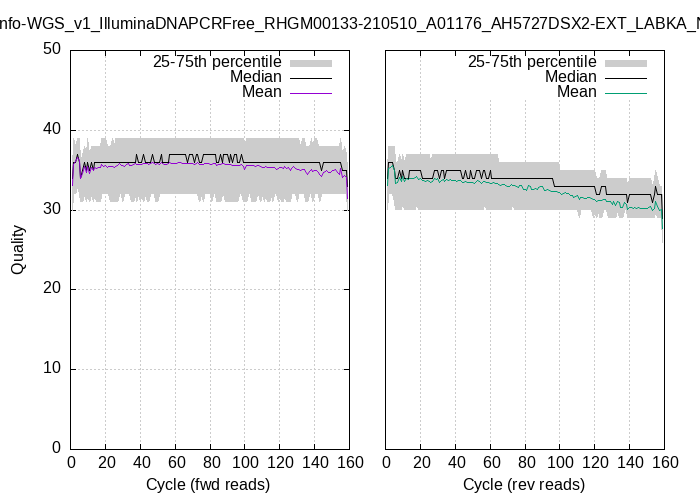 nfo-WGS_v1_IlluminaDNAPCRFree_RHGM00133-210510_A01176_AH5727DSX2-EXT_LABKA_N
50 25-75th percentile 25-75th percentile
Median Median
Mean Mean
40
30
Quality
20
10
0
0 20 40 60 80 100 120 140 160 0 20 40 60 80 100 120 140 160
Cycle (fwd reads) Cycle (rev reads)